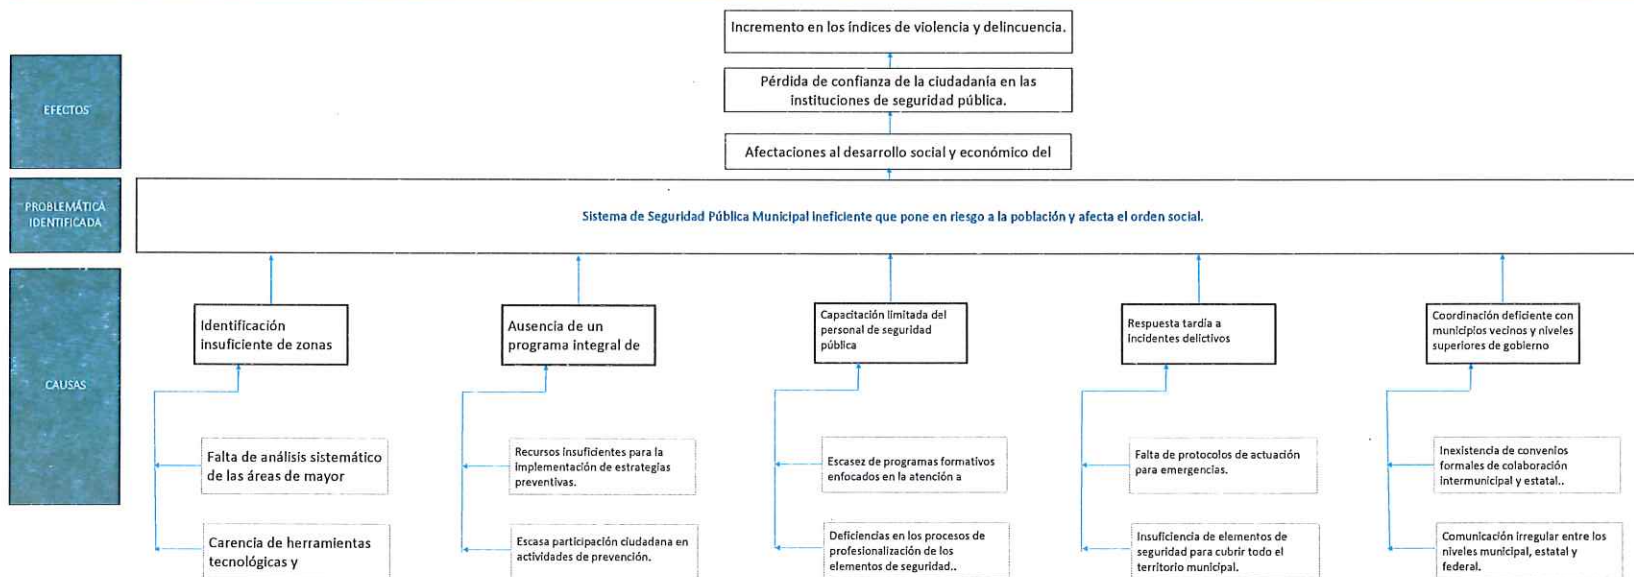 Incremento en los índices de violencia y delincuencia.
EFECTOS
Pérdida de confianza de la ciudadanía en las
instituciones de seguridad pública.
Afectaciones al desarrollo social y económico del
PROBLEMÁTICA
IDENTIFICADA
Sistema de Seguridad Pública Municipal ineficiente que pone en riesgo a la población y afecta el orden social.
CAUSAS
Identificación
insuficiente de zonas
Ausencia de un
programa integral de
Capacitación limitada del
personal de seguridad
pública
Respuesta tardía a
incidentes delictivos
Coordinación deficiente con
municipios vecinos y niveles
superiores de gobierno
Falta de análisis sistemático
de las áreas de mayor
Recursos insuficientes para la
implementación de estrategias
preventivas.
Escasez de programas formativos
enfocados en la atención a
Falta de protocolos de actuación
para emergencias.
Inexistencia de convenios
formales de colaboración
intermunicipal y estatal..
Carencia de herramientas
tecnológicas y
Escasa participación ciudadana en
actividades de prevención.
Deficiencias en los procesos de
profesionalización de los
elementos de seguridad..
Insuficiencia de elementos de
seguridad para cubrir todo el
territorio municipal.
Comunicación irregular entre los
niveles municipal, estatal y
federal.